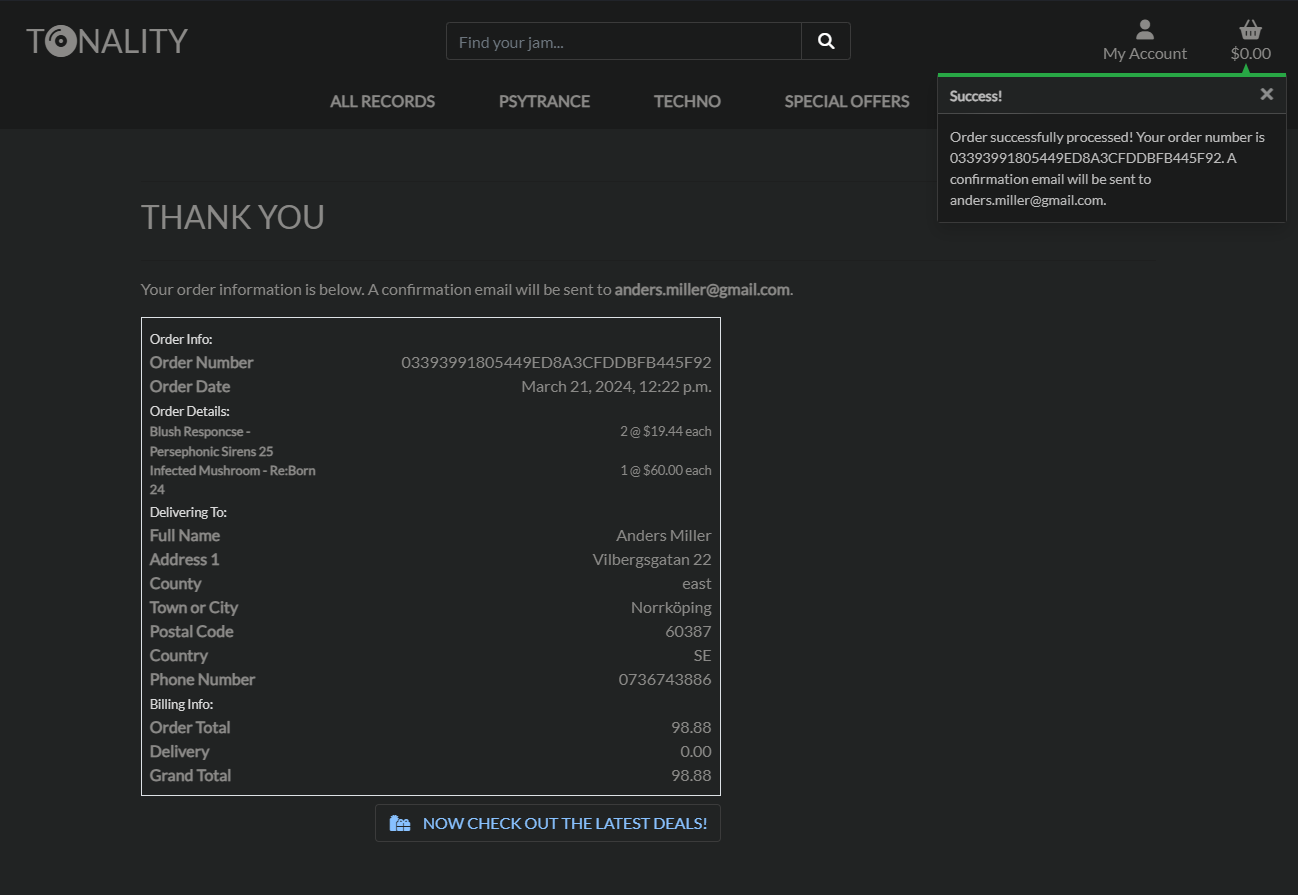 TONALITY
Find your jam...
My Account
$0.00
ALL RECORDS PSYTRANCE TECHNO SPECIAL OFFERS
Success!
Order successfully processed! Your order number is
03393991805449ED8A3CFDDBFB445F92. A
confirmation email will be sent to
anders.miller@gmail.com.
THANK YOU
Your order information is below. A confirmation email will be sent to anders.miller@gmail.com.
Order Info:
Order Number 03393991805449ED8A3CFDDBFB445F92
Order Date March 21, 2024, 12:22 p.m.
Order Details:
Blush Responcse - 2 @ $19.44 each
Persephonic Sirens 25
Infected Mushroom - Re:Born 1 @ $60.00 each
24
Delivering To:
Full Name Anders Miller
Address 1 Vilbergsgatan 22
County east
Town or City Norrköping
Postal Code 60387
Country SE
Phone Number 0736743886
Billing Info:
Order Total 98.88
Delivery 0.00
Grand Total 98.88
NOW CHECK OUT THE LATEST DEALS!